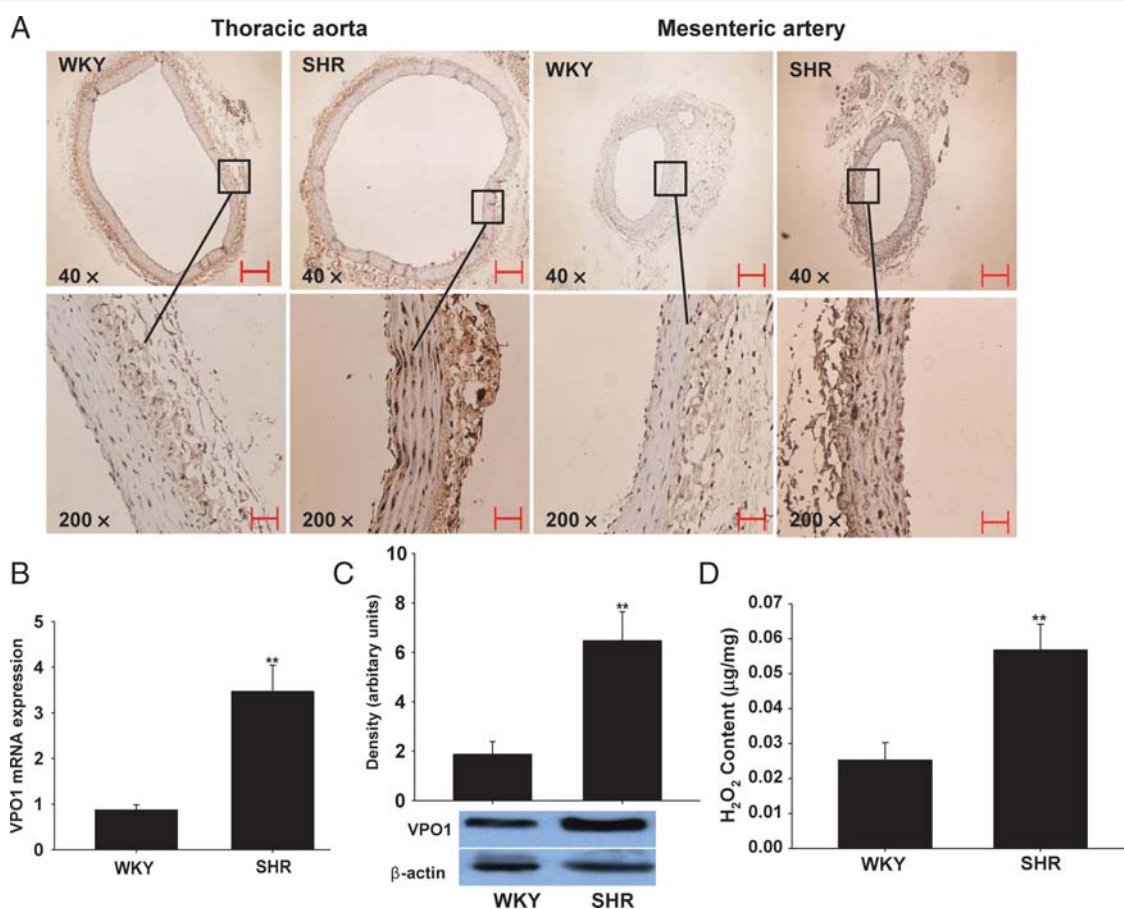 A
Thoracic aorta
Mesenteric artery
WKY
SHR
WKY
SHR
40 ×
40 ×
40 ×
40 ×
200 ×
200 ×
200 ×
200 ×
B
VPO1 mRNA expression
5
4
3
2
1
0
**
WKY
SHR
C
Density (arbitary units)
10
8
6
4
2
0
**
VPO1
β-actin
WKY
SHR
D
H₂O₂ Content (μg/mg)
0.07
0.06
0.05
0.04
0.03
0.02
0.01
0.00
**
WKY
SHR